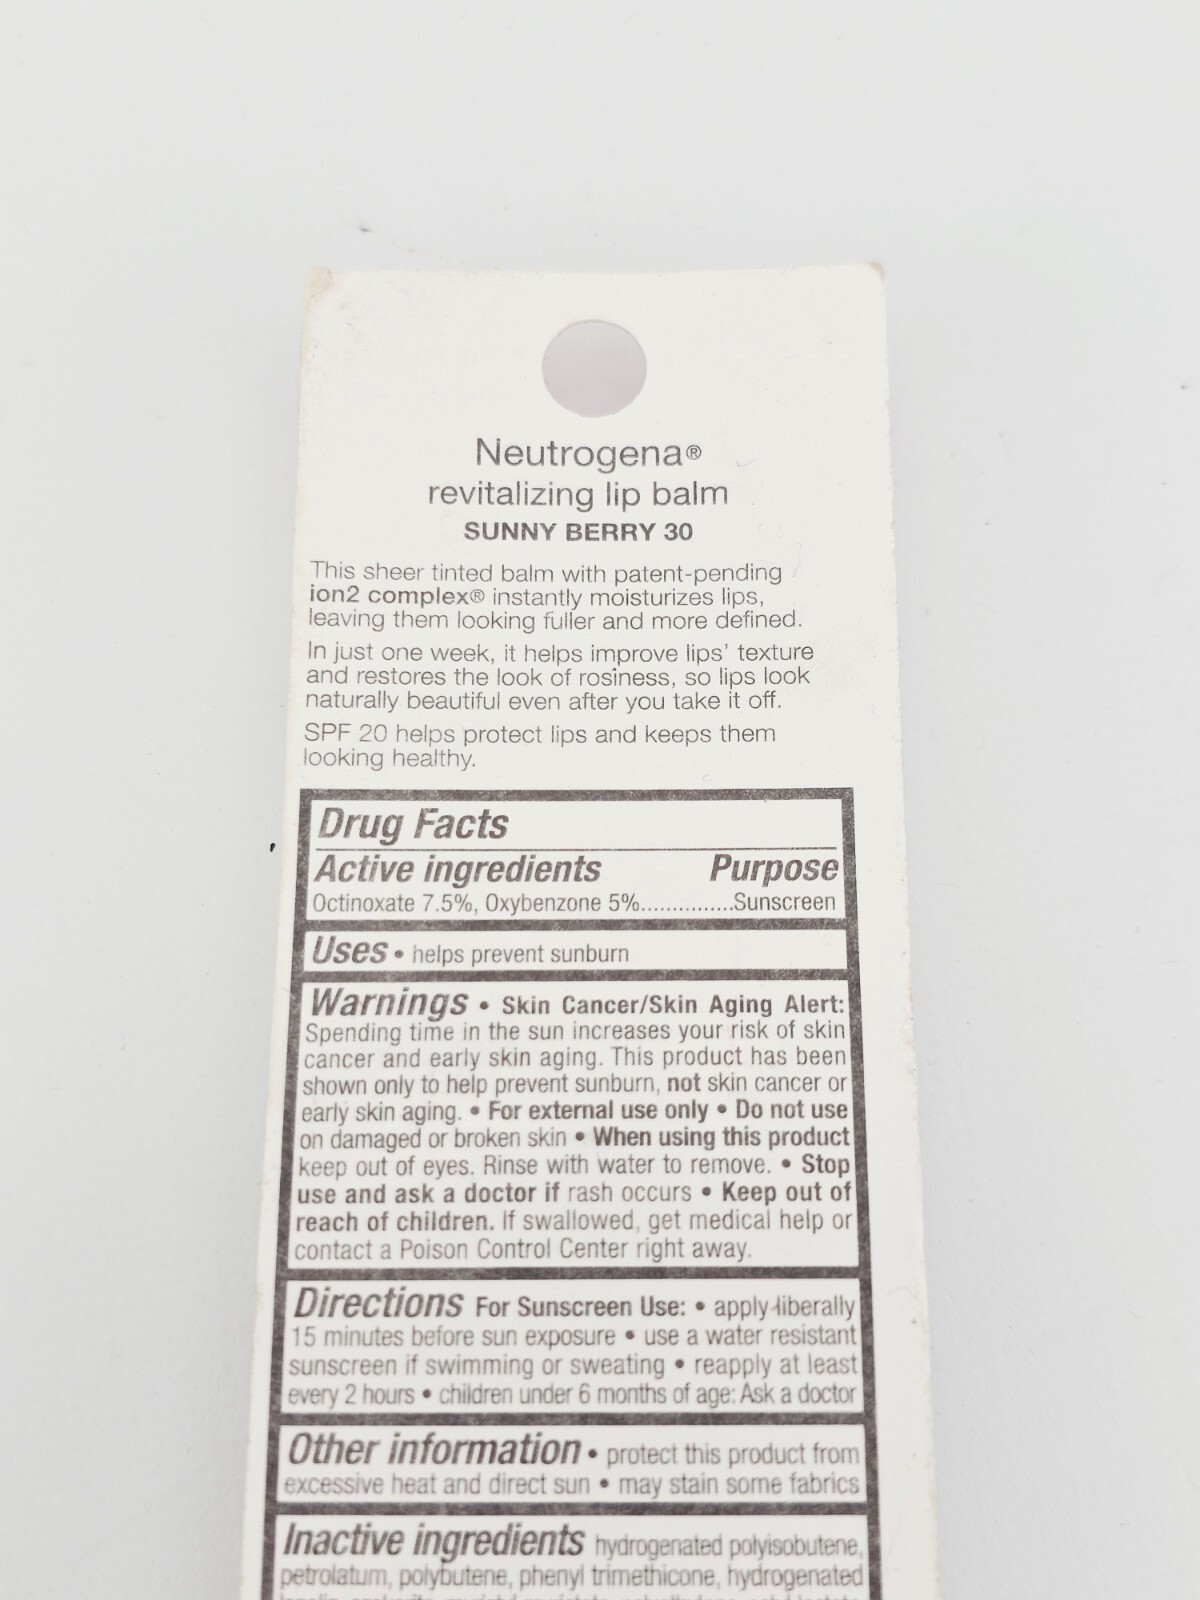 Neutrogena®
revitalizing lip balm
SUNNY BERRY 30
This sheer tinted balm with patent-pending
ion2 complex® instantly moisturizes lips,
leaving them looking fuller and more defined.
In just one week, it helps improve lips' texture
and restores the look of rosiness, so lips look
naturally beautiful even after you take it off.
SPF 20 helps protect lips and keeps them
looking healthy.
Drug Facts
Active ingredients Purpose
Octinoxate 7.5%, Oxybenzone 5%...............Sunscreen
Uses • helps prevent sunburn
Warnings • Skin Cancer/Skin Aging Alert:
Spending time in the sun increases your risk of skin
cancer and early skin aging. This product has been
shown only to help prevent sunburn, not skin cancer or
early skin aging. • For external use only • Do not use
on damaged or broken skin • When using this product
keep out of eyes. Rinse with water to remove. • Stop
use and ask a doctor if rash occurs • Keep out of
reach of children. If swallowed, get medical help or
contact a Poison Control Center right away.
Directions For Sunscreen Use: • apply liberally
15 minutes before sun exposure • use a water resistant
sunscreen if swimming or sweating • reapply at least
every 2 hours • children under 6 months of age: Ask a doctor
Other information • protect this product from
excessive heat and direct sun • may stain some fabrics
Inactive ingredients hydrogenated polyisobutene,
petrolatum, polybutene, phenyl trimethicone, hydrogenated